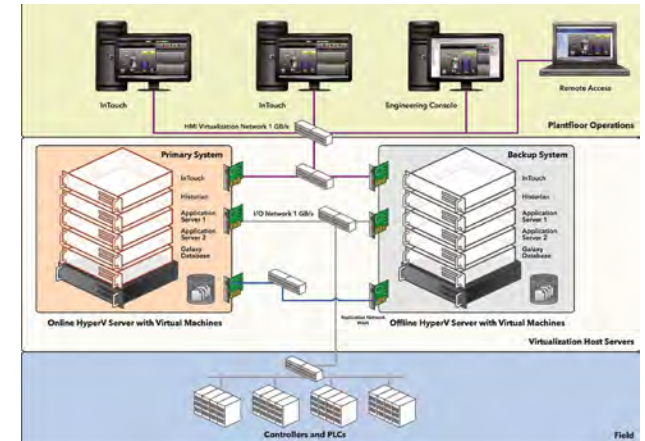 InTouch
InTouch
Engineering Console
Remote Access
HMI Virtualization Network 1 GB/s
Plantfloor Operations
Primary System
Backup System
InTouch
Historian
Application
Server 1
Application
Server 2
Galaxy
Database
I/O Network 1 GB/s
InTouch
Historian
Application
Server 1
Application
Server 2
Galaxy
Database
Application Network
Online HyperV Server with Virtual Machines
Offline HyperV Server with Virtual Machines
Virtualization Host Servers
Controllers and PLCs
Field